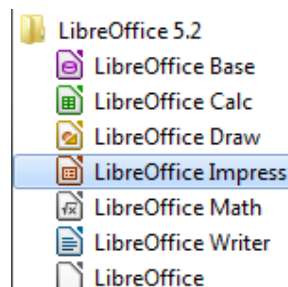 LibreOffice 5.2
LibreOffice Base
LibreOffice Calc
LibreOffice Draw
LibreOffice Impress
LibreOffice Math
LibreOffice Writer
LibreOffice